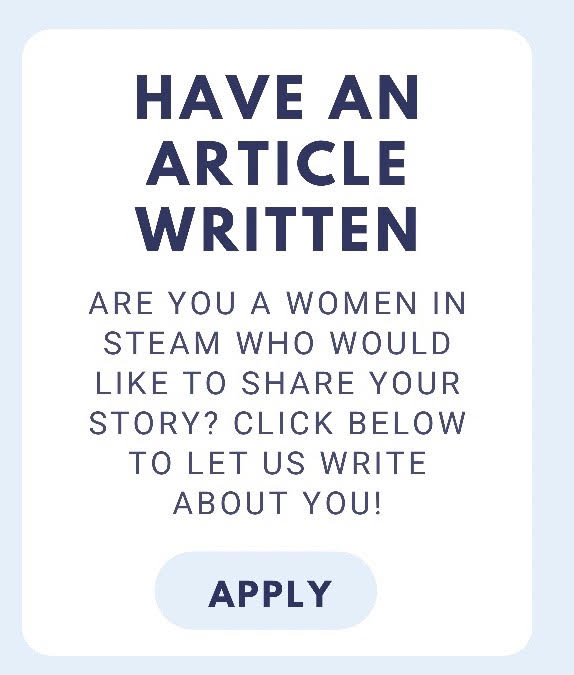 HAVE AN
ARTICLE
WRITTEN
ARE YOU A WOMEN IN
STEAM WHO WOULD
LIKE TO SHARE YOUR
STORY? CLICK BELOW
TO LET US WRITE
ABOUT YOU!
APPLY